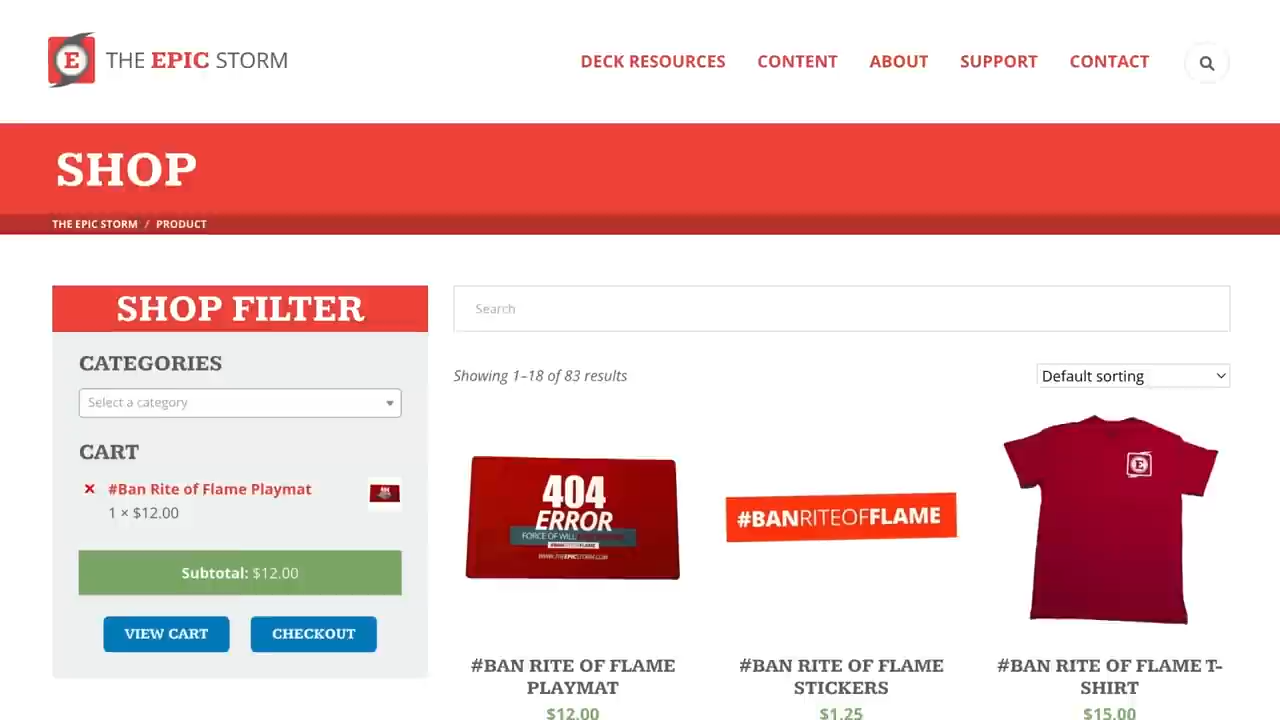 E THE EPIC STORM
DECK RESOURCES CONTENT ABOUT SUPPORT CONTACT
SHOP
THE EPIC STORM / PRODUCT
SHOP FILTER
CATEGORIES
Select a category
CART
× #Ban Rite of Flame Playmat
1 × $12.00
Subtotal: $12.00
VIEW CART CHECKOUT
Search
Showing 1–18 of 83 results
Default sorting
404
ERROR
FORCE OF WILL
#BANRITEOFFLAME
WWW.THEEPICSTORM.COM
#BAN RITE OF FLAME
PLAYMAT
$12.00
#BANRITEOFFLAME
#BAN RITE OF FLAME
STICKERS
$1.25
E
#BAN RITE OF FLAME T-
SHIRT
$15.00